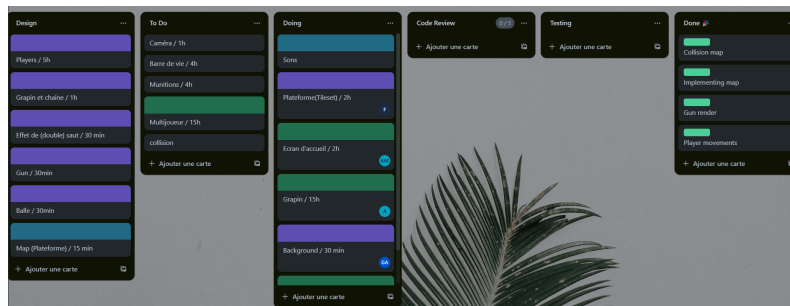 Design
Players / 5h
Grapin et chaine / 1h
Effet de (double) saut / 30 min
Gun / 30min
Balle / 30min
Map (Plateforme) / 15 min
+ Ajouter une carte
To Do
Caméra / 1h
Barre de vie / 4h
Munitions / 4h
Multijoueur / 15h
collision
+ Ajouter une carte
Doing
Sons
Plateforme(Tileset) / 2h
Ecran d'accueil / 2h
Grapin / 15h
Background / 30 min
GA
+ Ajouter une carte
Code Review
+ Ajouter une carte
Testing
+ Ajouter une carte
Done 🎉
Collision map
Implementing map
Gun render
Player movements
+ Ajouter une carte